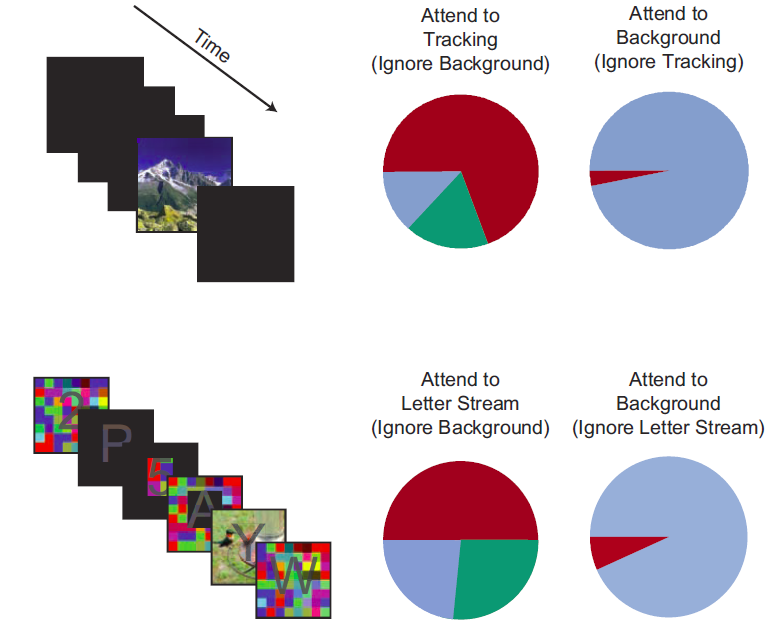 Time
Attend to
Tracking
(Ignore Background)
Attend to
Background
(Ignore Tracking)
2
P
5
A
Y
W
Attend to
Letter Stream
(Ignore Background)
Attend to
Background
(Ignore Letter Stream)